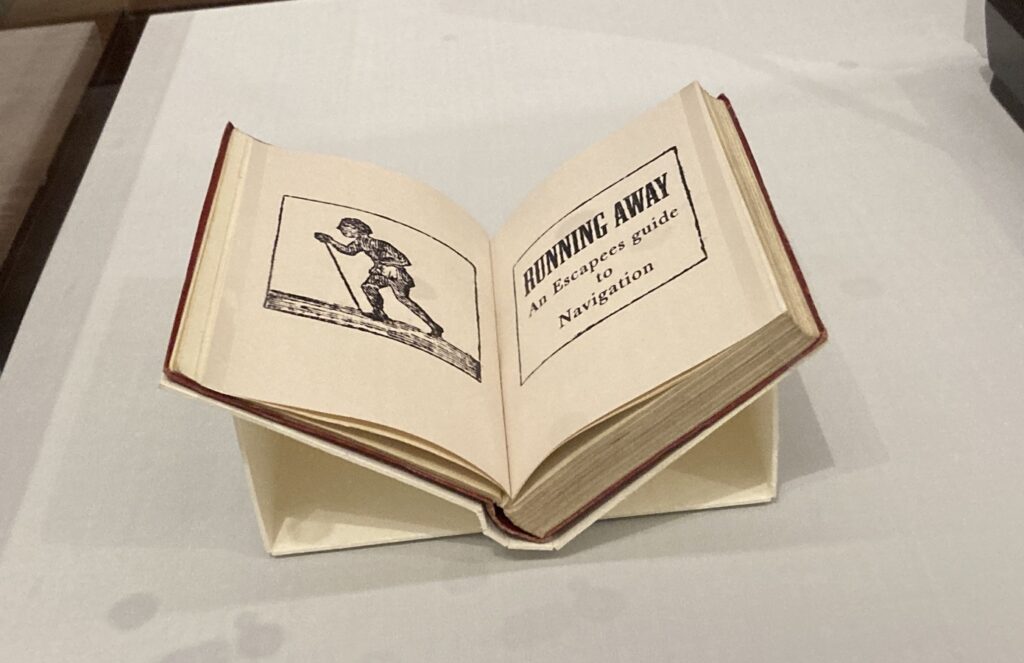 RUNNING AWAY
An Escapees guide
to
Navigation